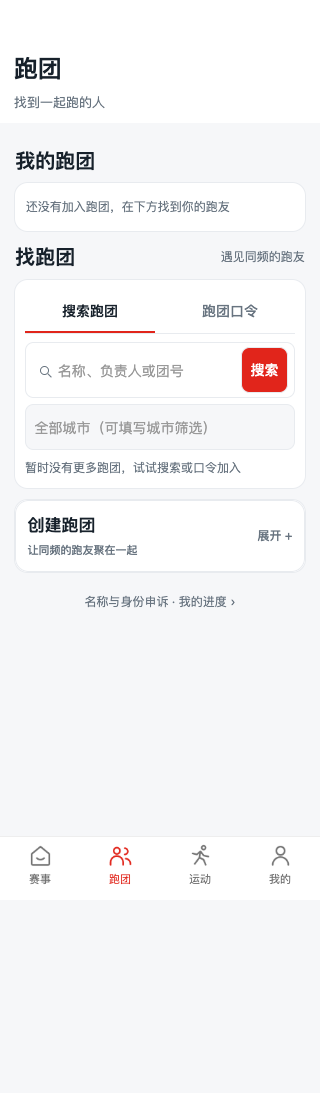 跑团
找到一起跑的人
我的跑团
还没有加入跑团，在下方找到你的跑友
找跑团 遇见同频的跑友
搜索跑团 跑团口令
名称、负责人或团号 搜索
全部城市（可填写城市筛选）
暂时没有更多跑团，试试搜索或口令加入
创建跑团
让同频的跑友聚在一起
展开 +
名称与身份申诉 · 我的进度 ›
赛事 跑团 运动 我的